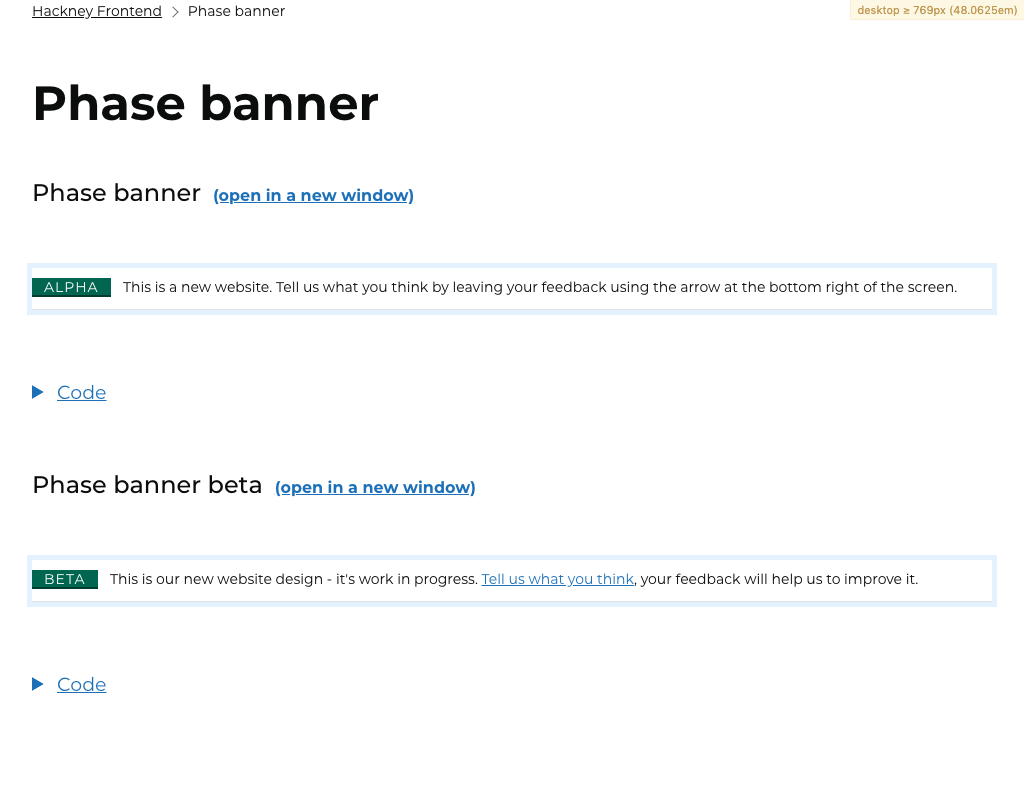 Hackney Frontend > Phase banner
desktop ≥ 769px (48.0625em)
Phase banner
Phase banner (open in a new window)
ALPHA This is a new website. Tell us what you think by leaving your feedback using the arrow at the bottom right of the screen.
Code
Phase banner beta (open in a new window)
BETA This is our new website design - it's work in progress. Tell us what you think, your feedback will help us to improve it.
Code